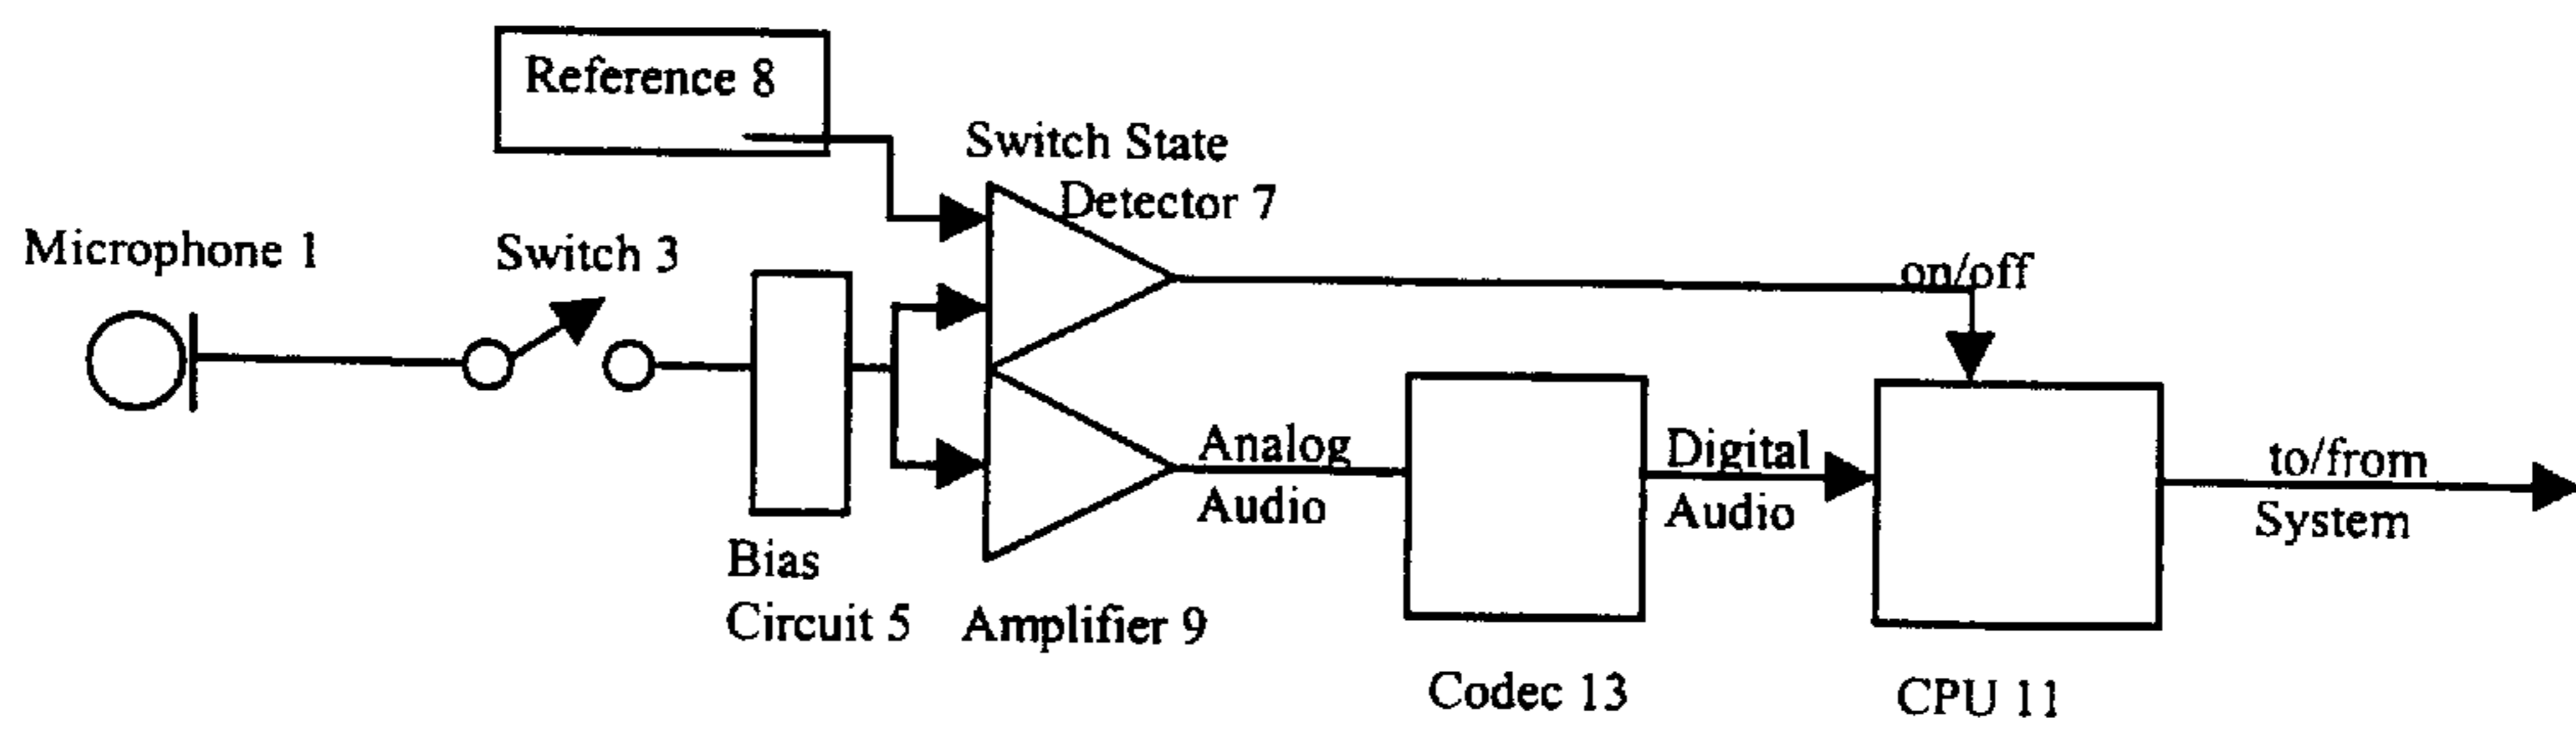 Reference 8
Switch State
Detector 7
Microphone 1
Switch 3
on/off
Analog
Audio
Digital
Audio
to/from
System
Bias
Circuit 5
Amplifier 9
Codec 13
CPU 11